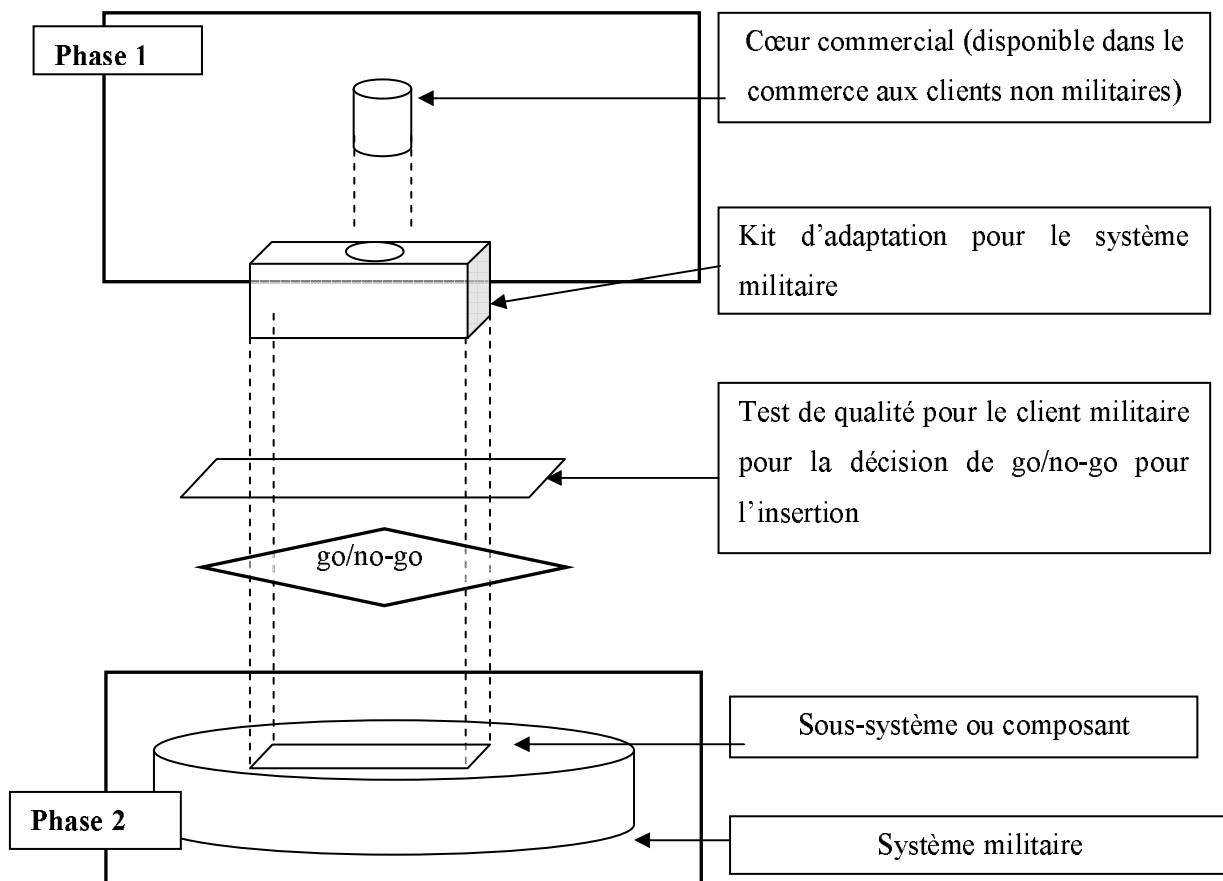 Phase 1
Cœur commercial (disponible dans le
commerce aux clients non militaires)
Kit d’adaptation pour le système
militaire
Test de qualité pour le client militaire
pour la décision de go/no-go pour
l’insertion
go/no-go
Sous-système ou composant
Phase 2
Système militaire